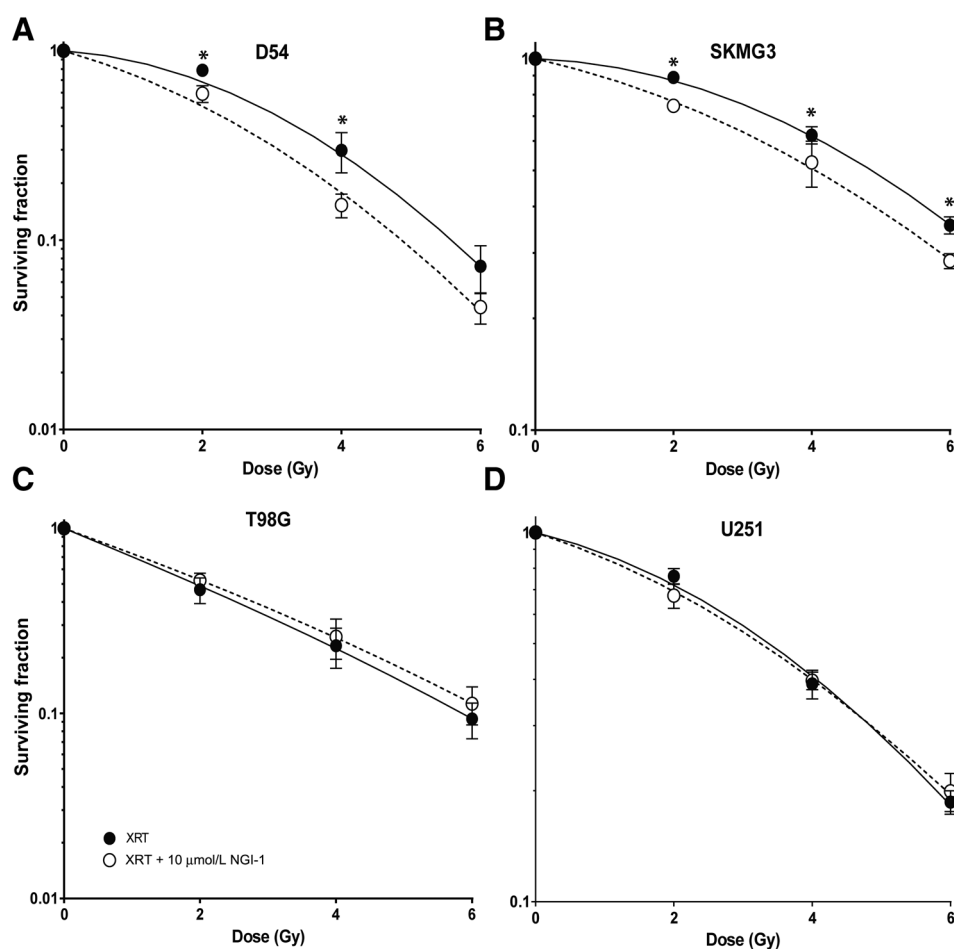 A
D54
*
*
Surviving fraction
1
0.1
0.01
0
2
4
6
Dose (Gy)
B
SKMG3
*
*
*
1
0.1
0
2
4
6
Dose (Gy)
C
T98G
Surviving fraction
1
0.1
0.01
XRT
XRT + 10 μmol/L NGI-1
0
2
4
6
Dose (Gy)
D
U251
1
0.1
0
2
4
6
Dose (Gy)